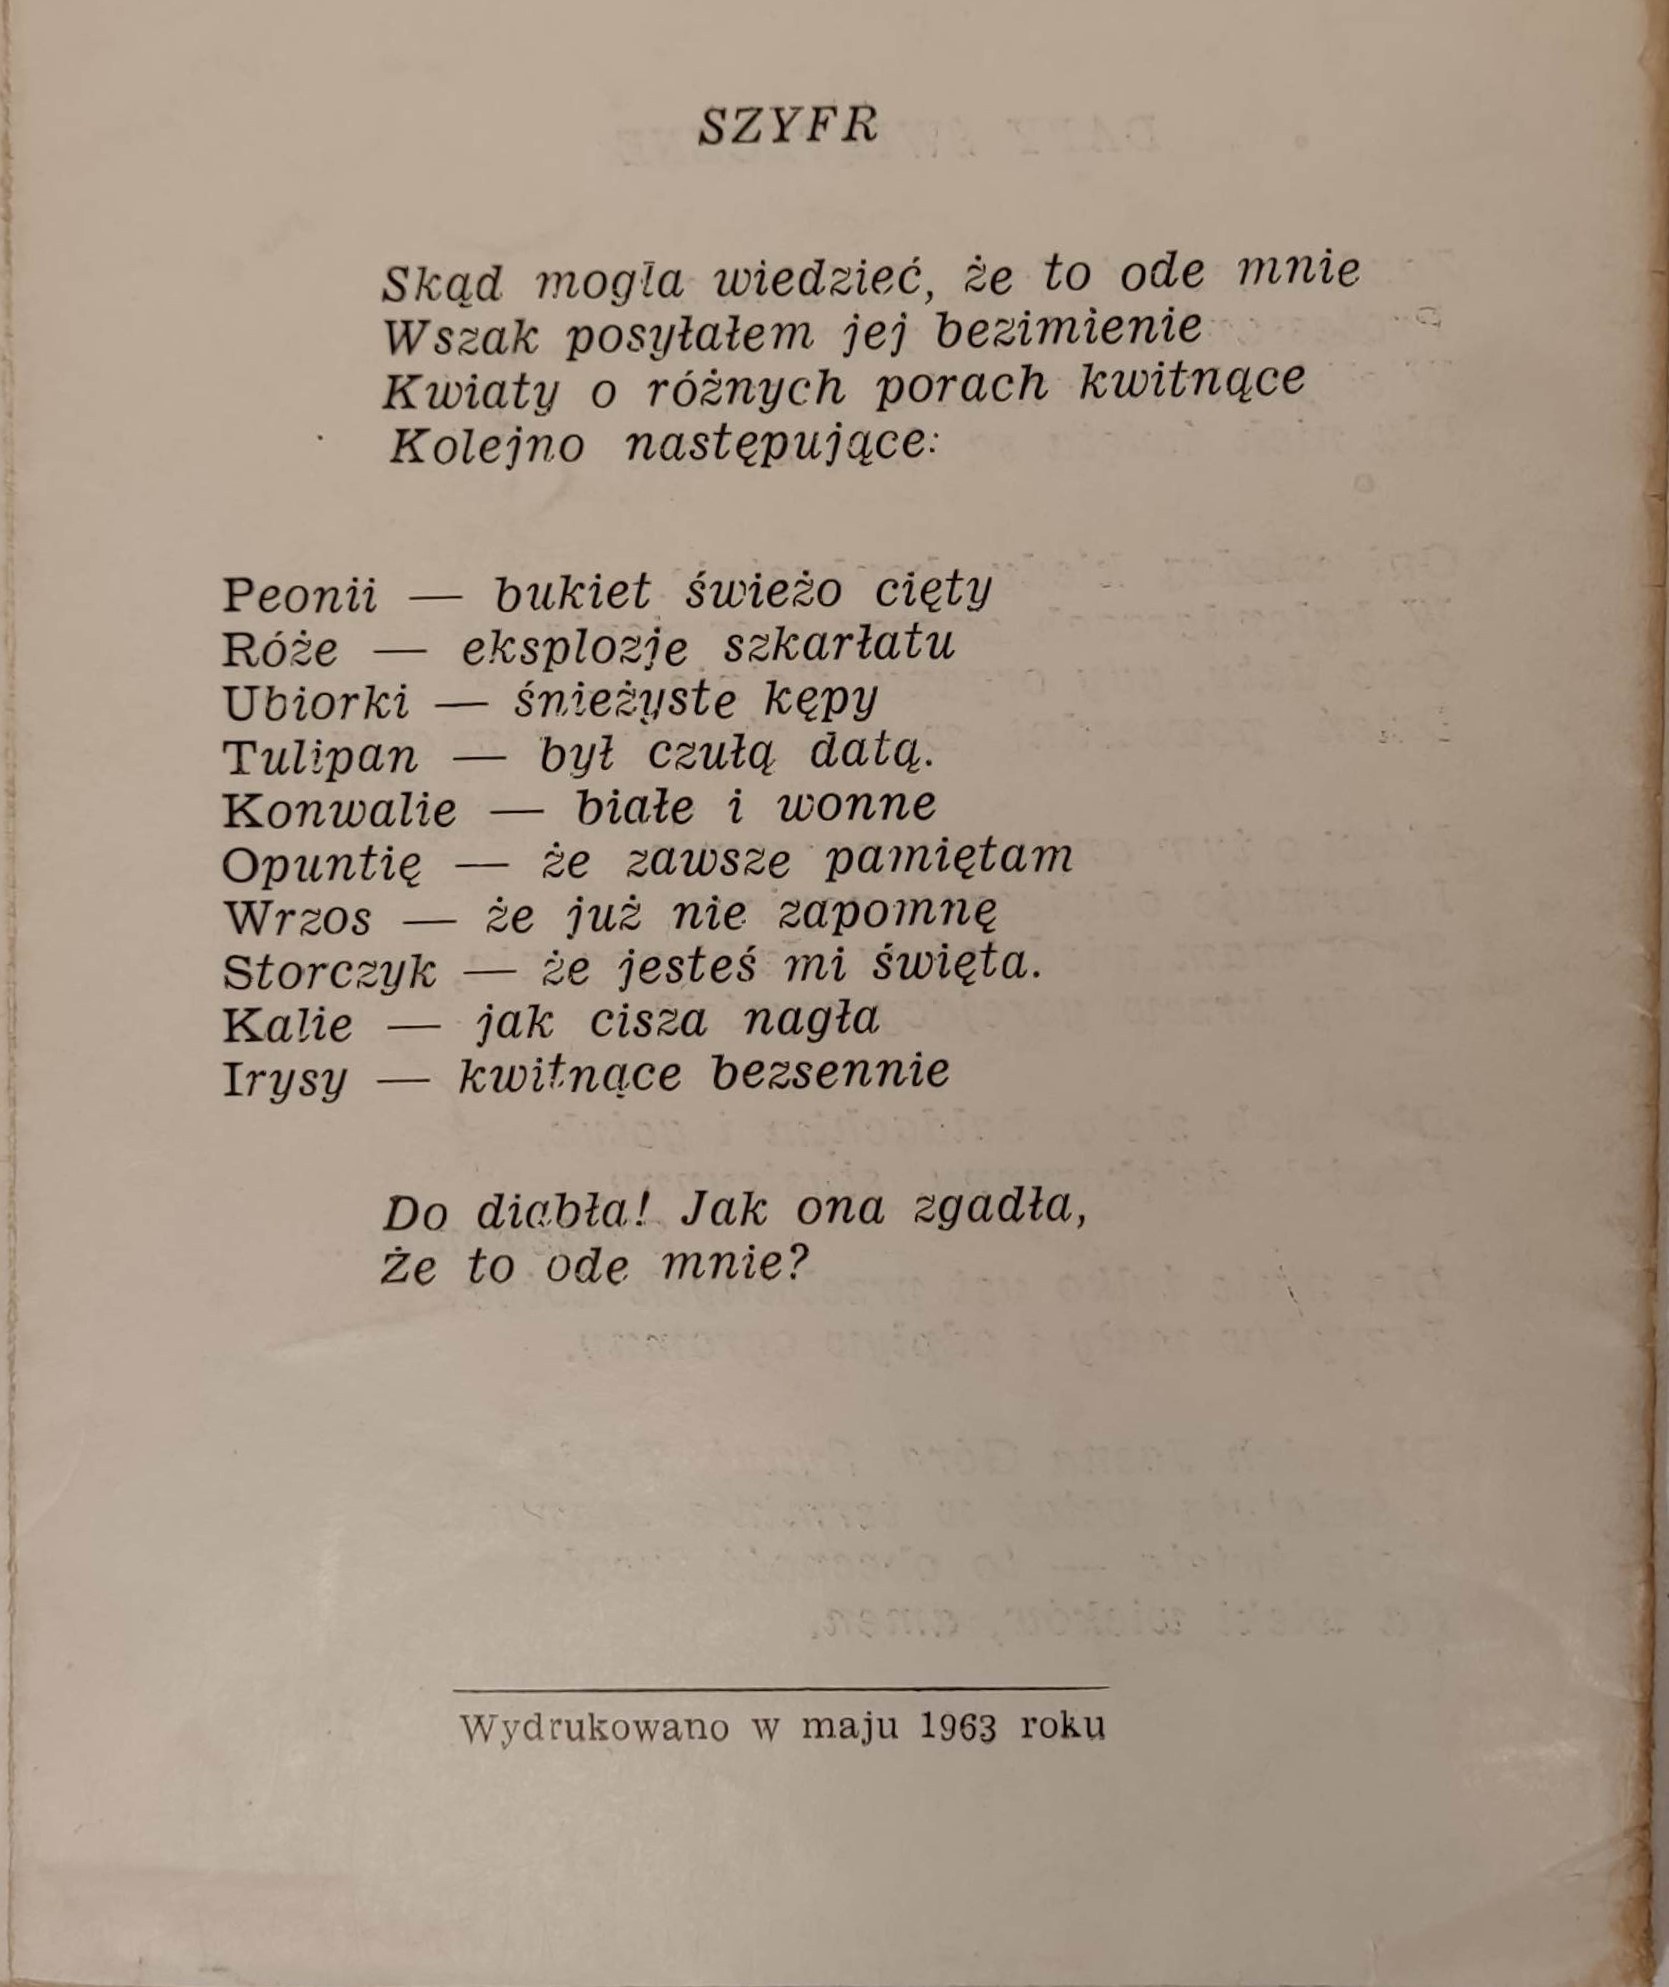 SZYFR
Skąd mogła wiedzieć, że to ode mnie
Wszak posyłałem jej bezimienie
Kwiaty o różnych porach kwitnące
Kolejno następujące:
Peonii — bukiet świeżo cięty
Róże — eksplozje szkarłatu
Ubiorki — śnieżyste kępy
Tulipan — był czułą datą.
Konwalie — białe i wonne
Opuntię — że zawsze pamiętam
Wrzos — że już nie zapomnę
Storczyk — że jesteś mi święta.
Kalie — jak cisza nagła
Irysy — kwitnące bezsennie
Do diabła! Jak ona zgadła,
Że to ode mnie?
Wydrukowano w maju 1963 roku